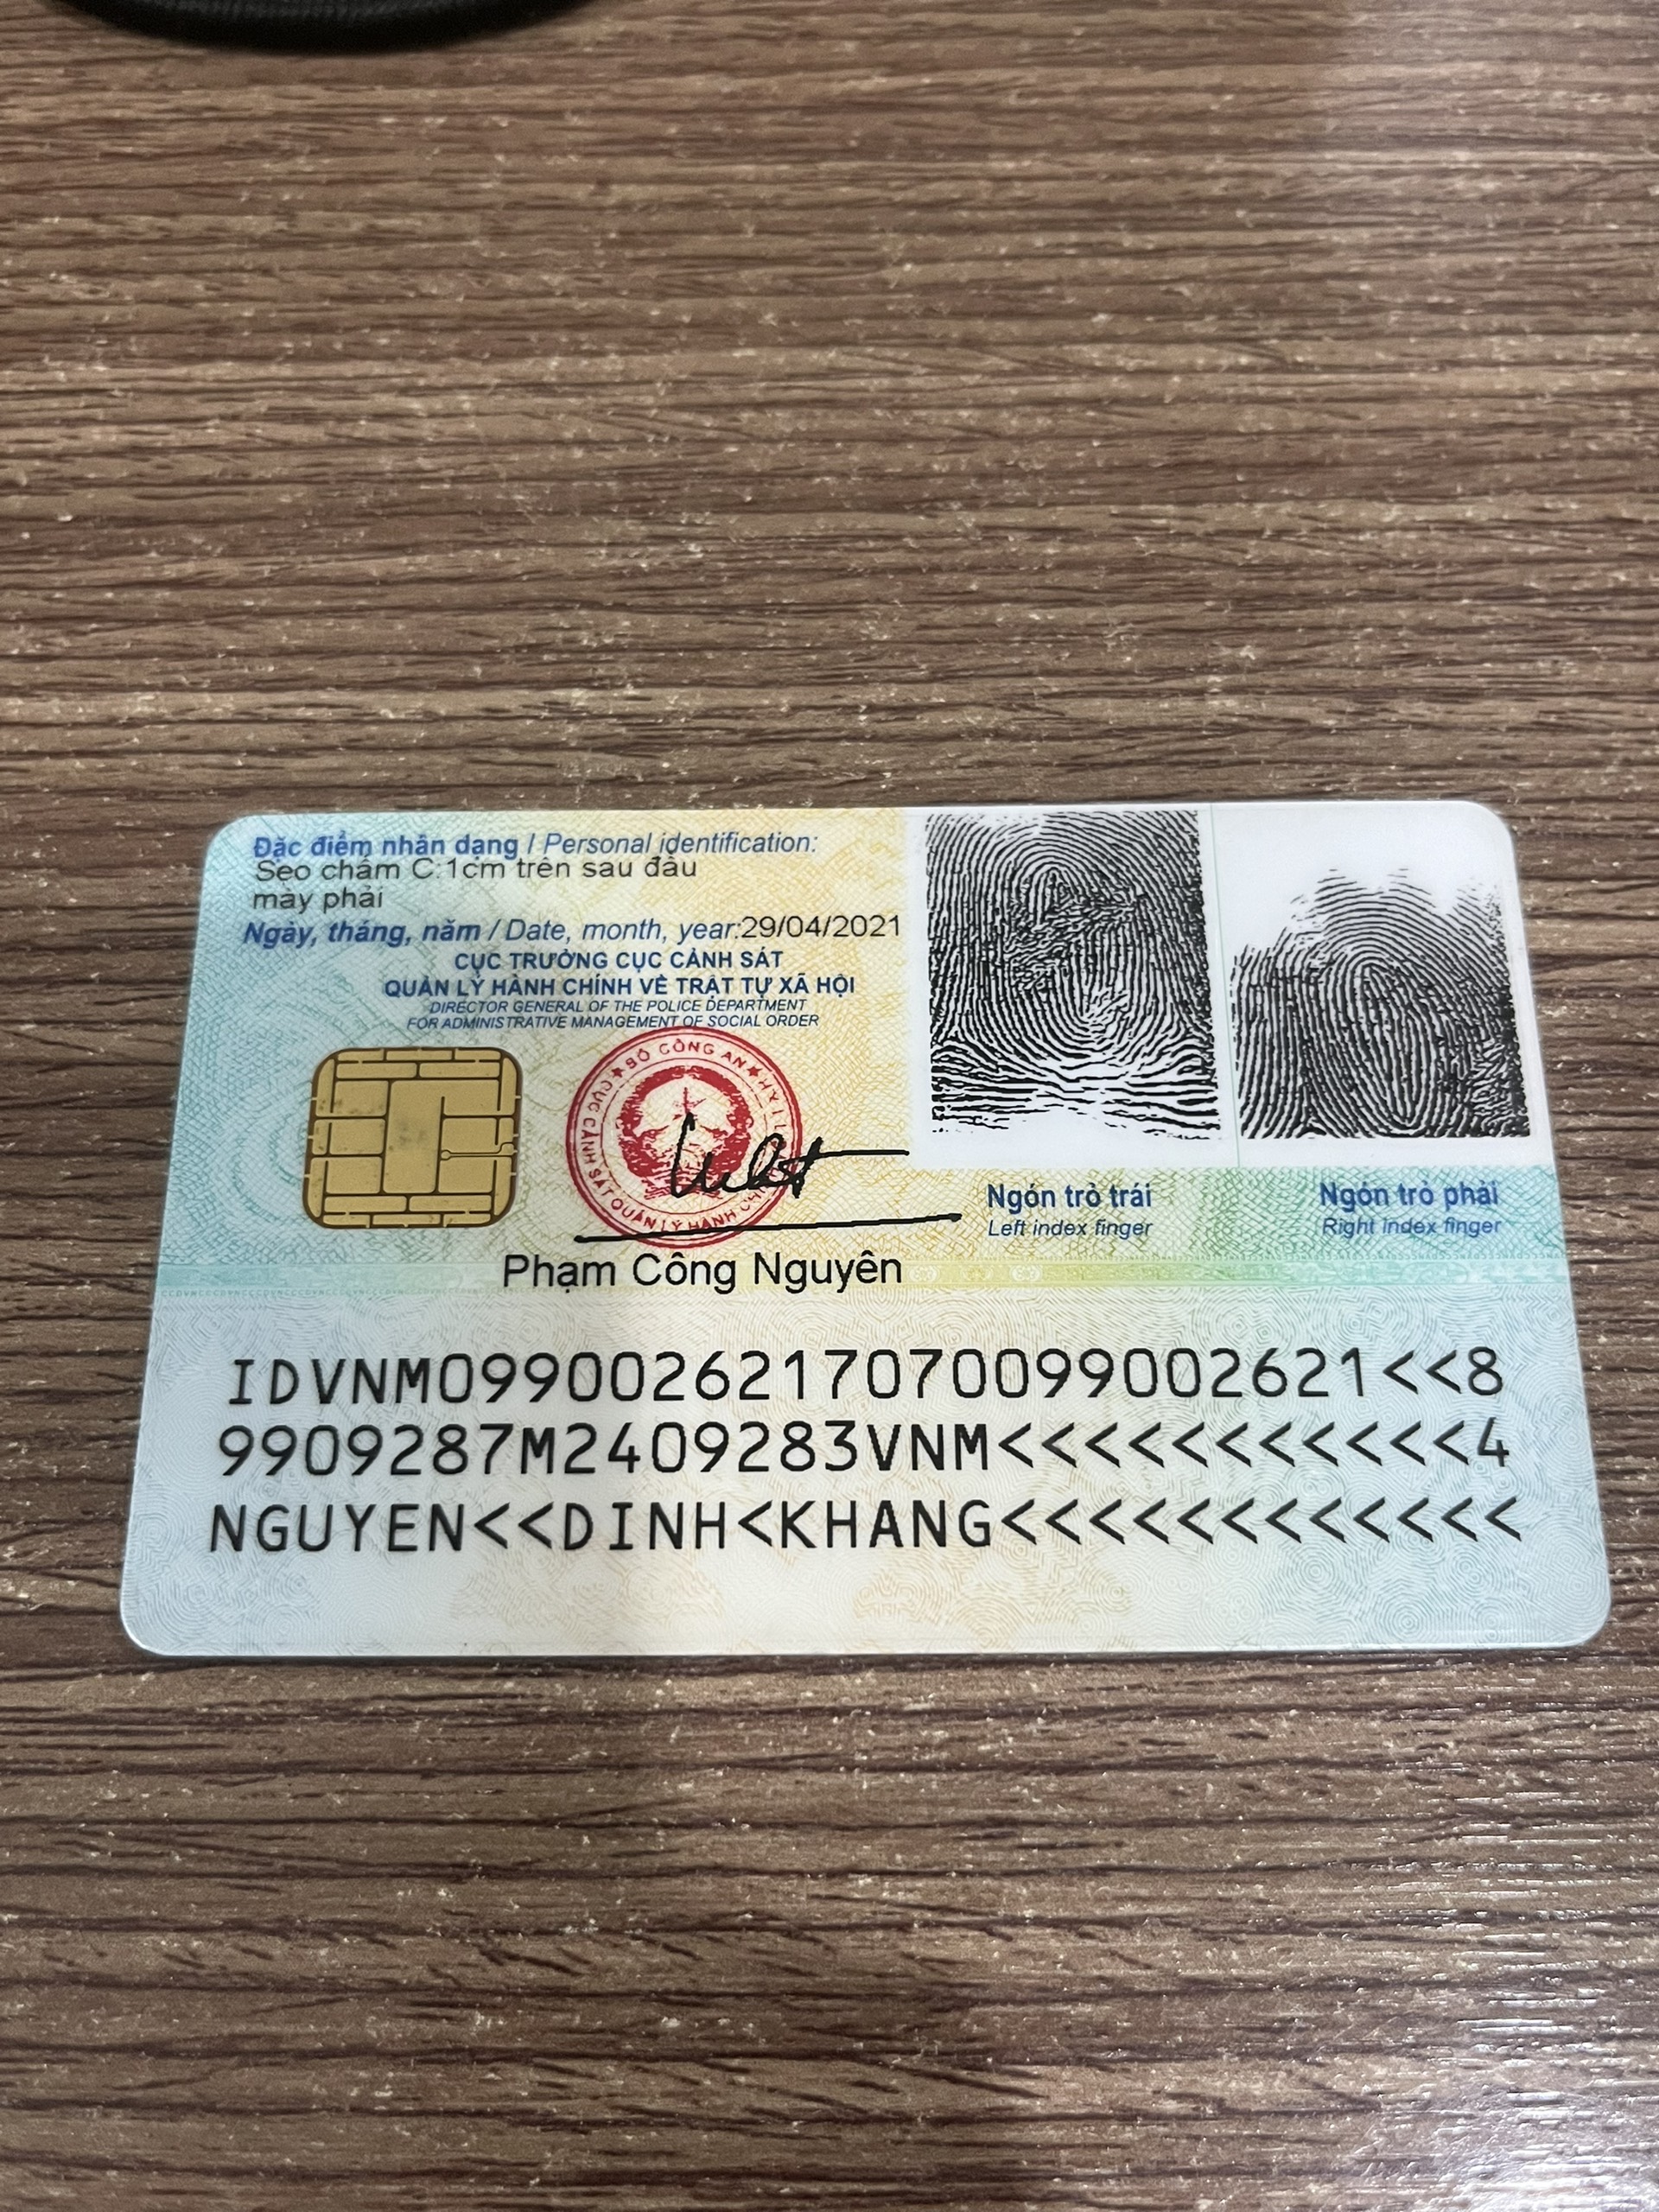 Đặc điểm nhân dạng / Personal identification:
Sẹo chấm C:1cm trên sau đầu
mày phải
Ngày, tháng, năm / Date, month, year:29/04/2021
CỤC TRƯỞNG CỤC CẢNH SÁT
QUẢN LÝ HÀNH CHÍNH VỀ TRẬT TỰ XÃ HỘI
DIRECTOR GENERAL OF THE POLICE DEPARTMENT
FOR ADMINISTRATIVE MANAGEMENT OF SOCIAL ORDER
BỘ CÔNG AN
CỤC CẢNH SÁT QUẢN LÝ HÀNH
Ngón trỏ trái
Left index finger
Ngón trỏ phải
Right index finger
Phạm Công Nguyên
IDVNM0990026217070099002621<<8
9909287M2409283VNM<<<<<<<<<<<4
NGUYEN<<DINH<KHANG<<<<<<<<<<<<